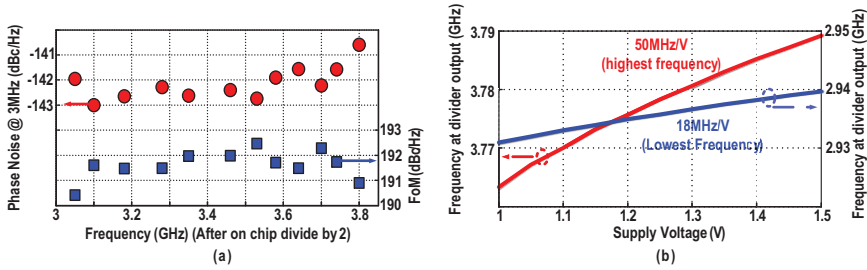 Phase Noise @ 3MHz (dBc/Hz)
-141
-142
-143
193
192
191
190
FoM (dBc/Hz)
3 3.2 3.4 3.6 3.8
Frequency (GHz) (After on chip divide by 2)
(a)
Frequency at divider output (GHz)
3.79
3.78
3.77
50MHz/V
(highest frequency)
18MHz/V
(Lowest Frequency)
2.95
2.94
2.93
Frequency at divider output (GHz)
1 1.1 1.2 1.3 1.4 1.5
Supply Voltage (V)
(b)